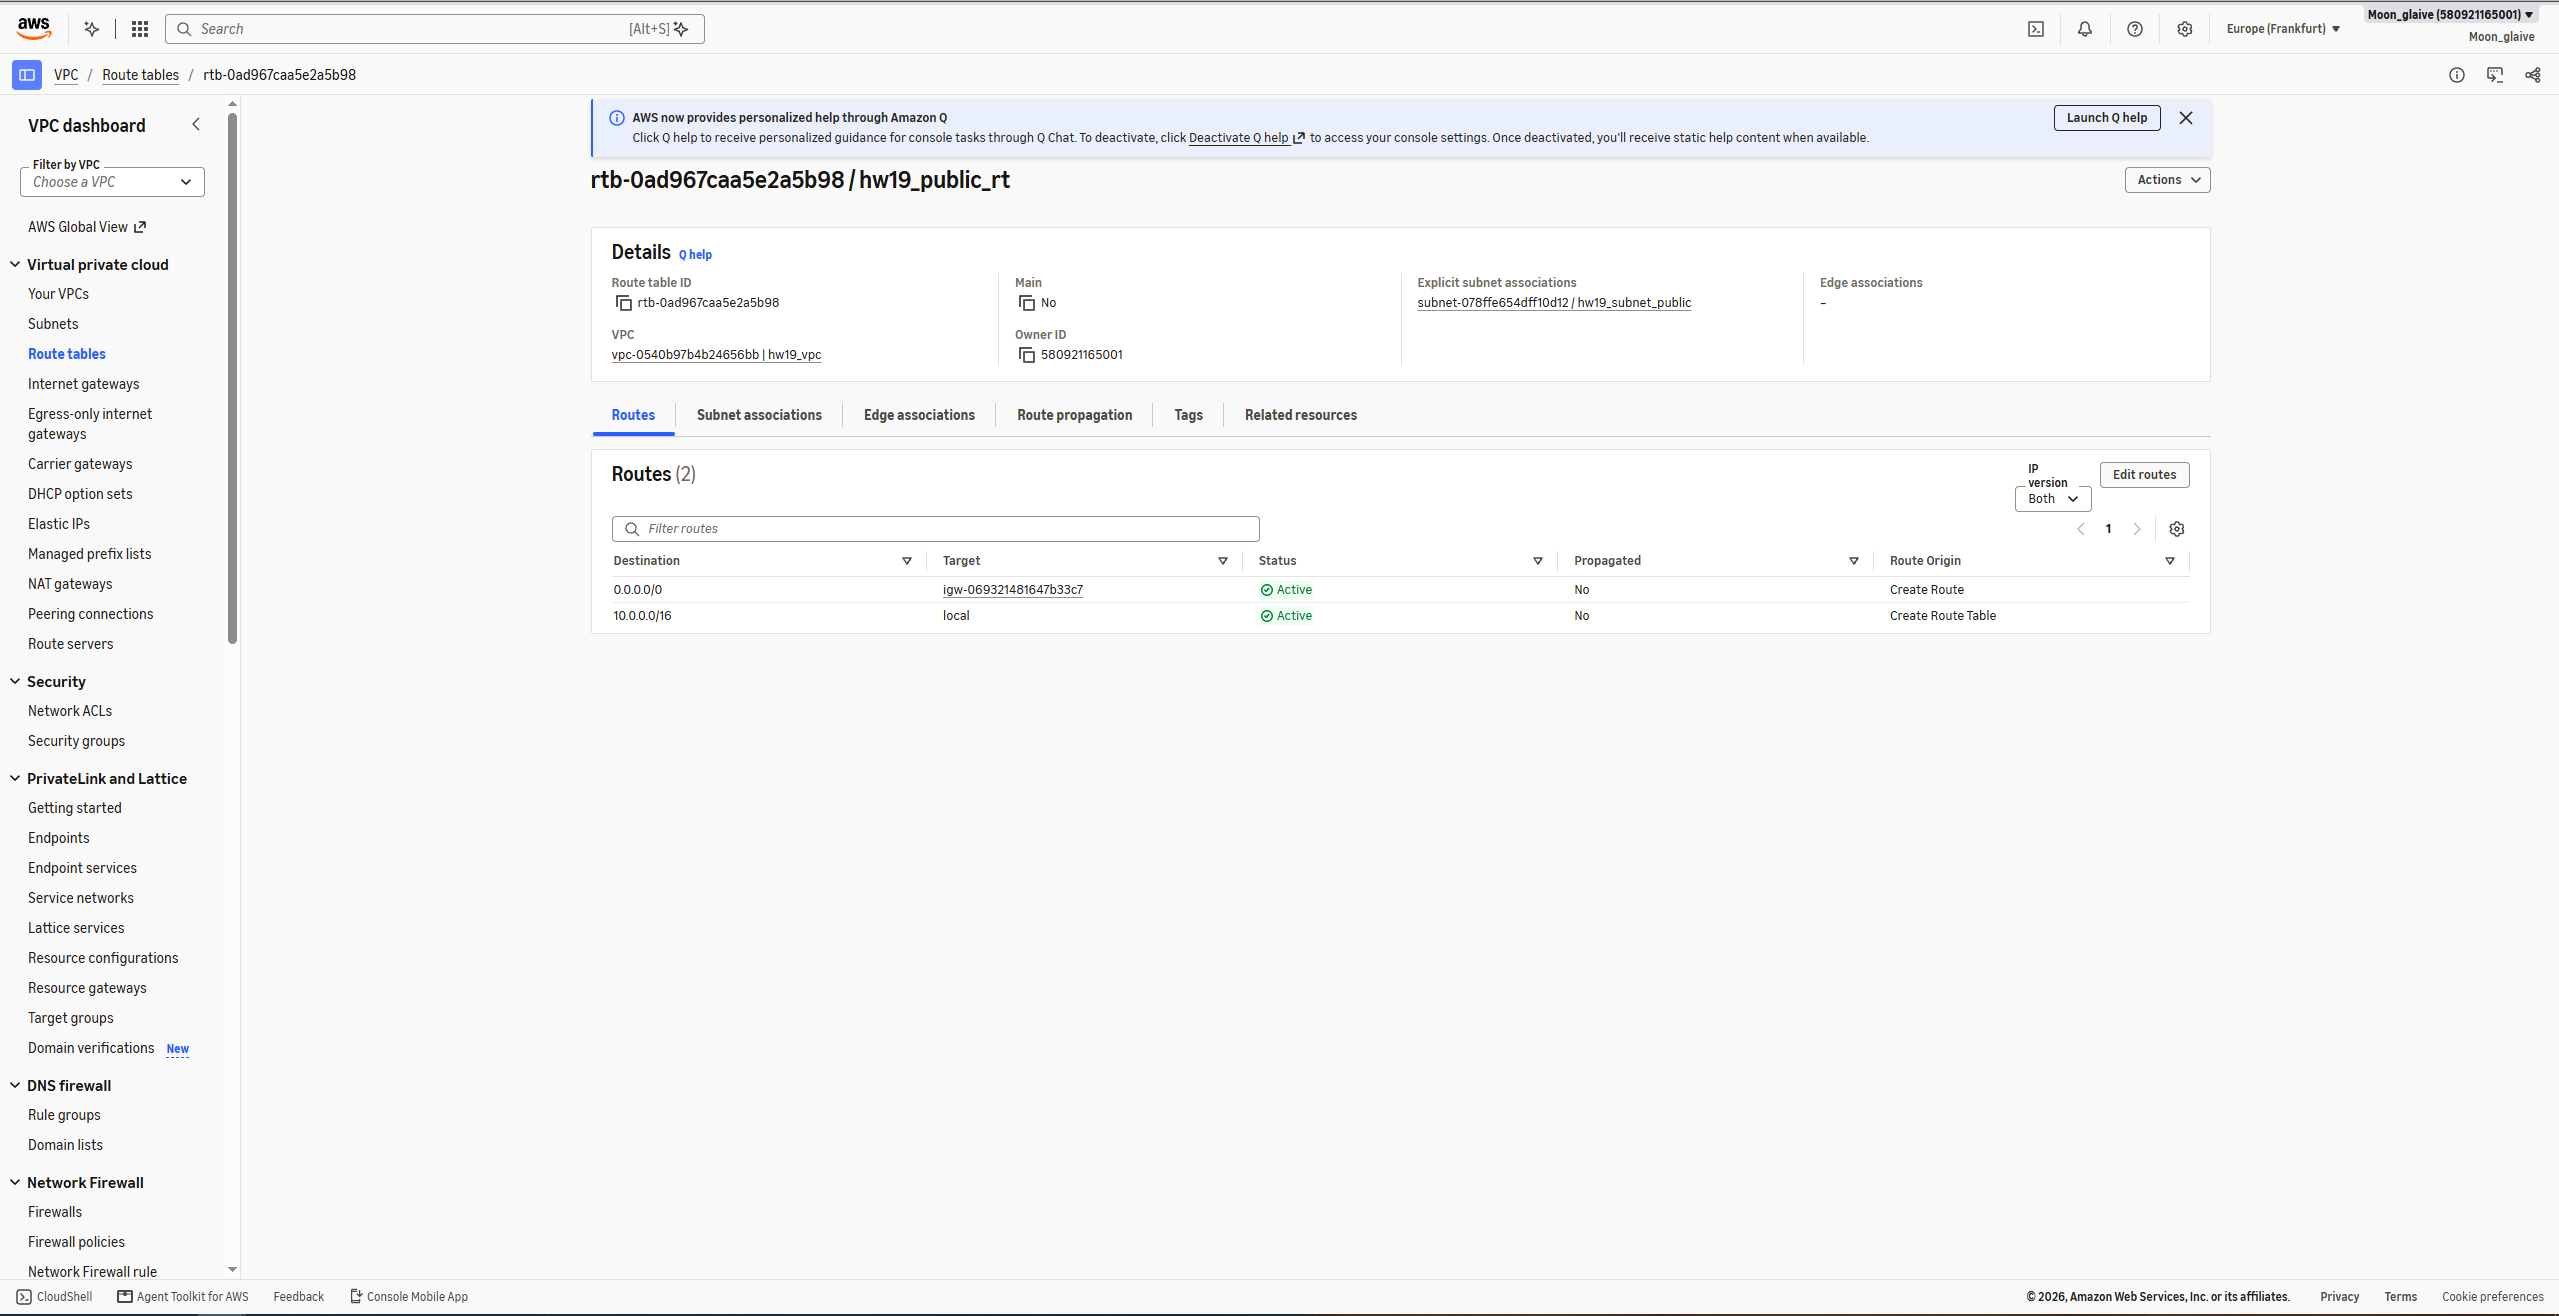 aws
Search [Alt+S]
Europe (Frankfurt)
Moon_glaive (580921165001)
Moon_glaive
VPC / Route tables / rtb-0ad967caa5e2a5b98
VPC dashboard
Filter by VPC
Choose a VPC
AWS Global View
Virtual private cloud
Your VPCs
Subnets
Route tables
Internet gateways
Egress-only internet
gateways
Carrier gateways
DHCP option sets
Elastic IPs
Managed prefix lists
NAT gateways
Peering connections
Route servers
Security
Network ACLs
Security groups
PrivateLink and Lattice
Getting started
Endpoints
Endpoint services
Service networks
Lattice services
Resource configurations
Resource gateways
Target groups
Domain verifications New
DNS firewall
Rule groups
Domain lists
Network Firewall
Firewalls
Firewall policies
Network Firewall rule
AWS now provides personalized help through Amazon Q
Click Q help to receive personalized guidance for console tasks through Q Chat. To deactivate, click Deactivate Q help to access your console settings. Once deactivated, you'll receive static help content when available.
Launch Q help
rtb-0ad967caa5e2a5b98 / hw19_public_rt
Actions
Details Q help
Route table ID
rtb-0ad967caa5e2a5b98
Main
No
Explicit subnet associations
subnet-078ffe654dff10d12 / hw19_subnet_public
Edge associations
–
VPC
vpc-0540b97b4b24656bb | hw19_vpc
Owner ID
580921165001
Routes Subnet associations Edge associations Route propagation Tags Related resources
Routes (2)
IP
version
Both
Edit routes
Filter routes
1
Destination Target Status Propagated Route Origin
0.0.0.0/0 igw-069321481647b33c7 Active No Create Route
10.0.0.0/16 local Active No Create Route Table
CloudShell Agent Toolkit for AWS Feedback Console Mobile App
© 2026, Amazon Web Services, Inc. or its affiliates. Privacy Terms Cookie preferences